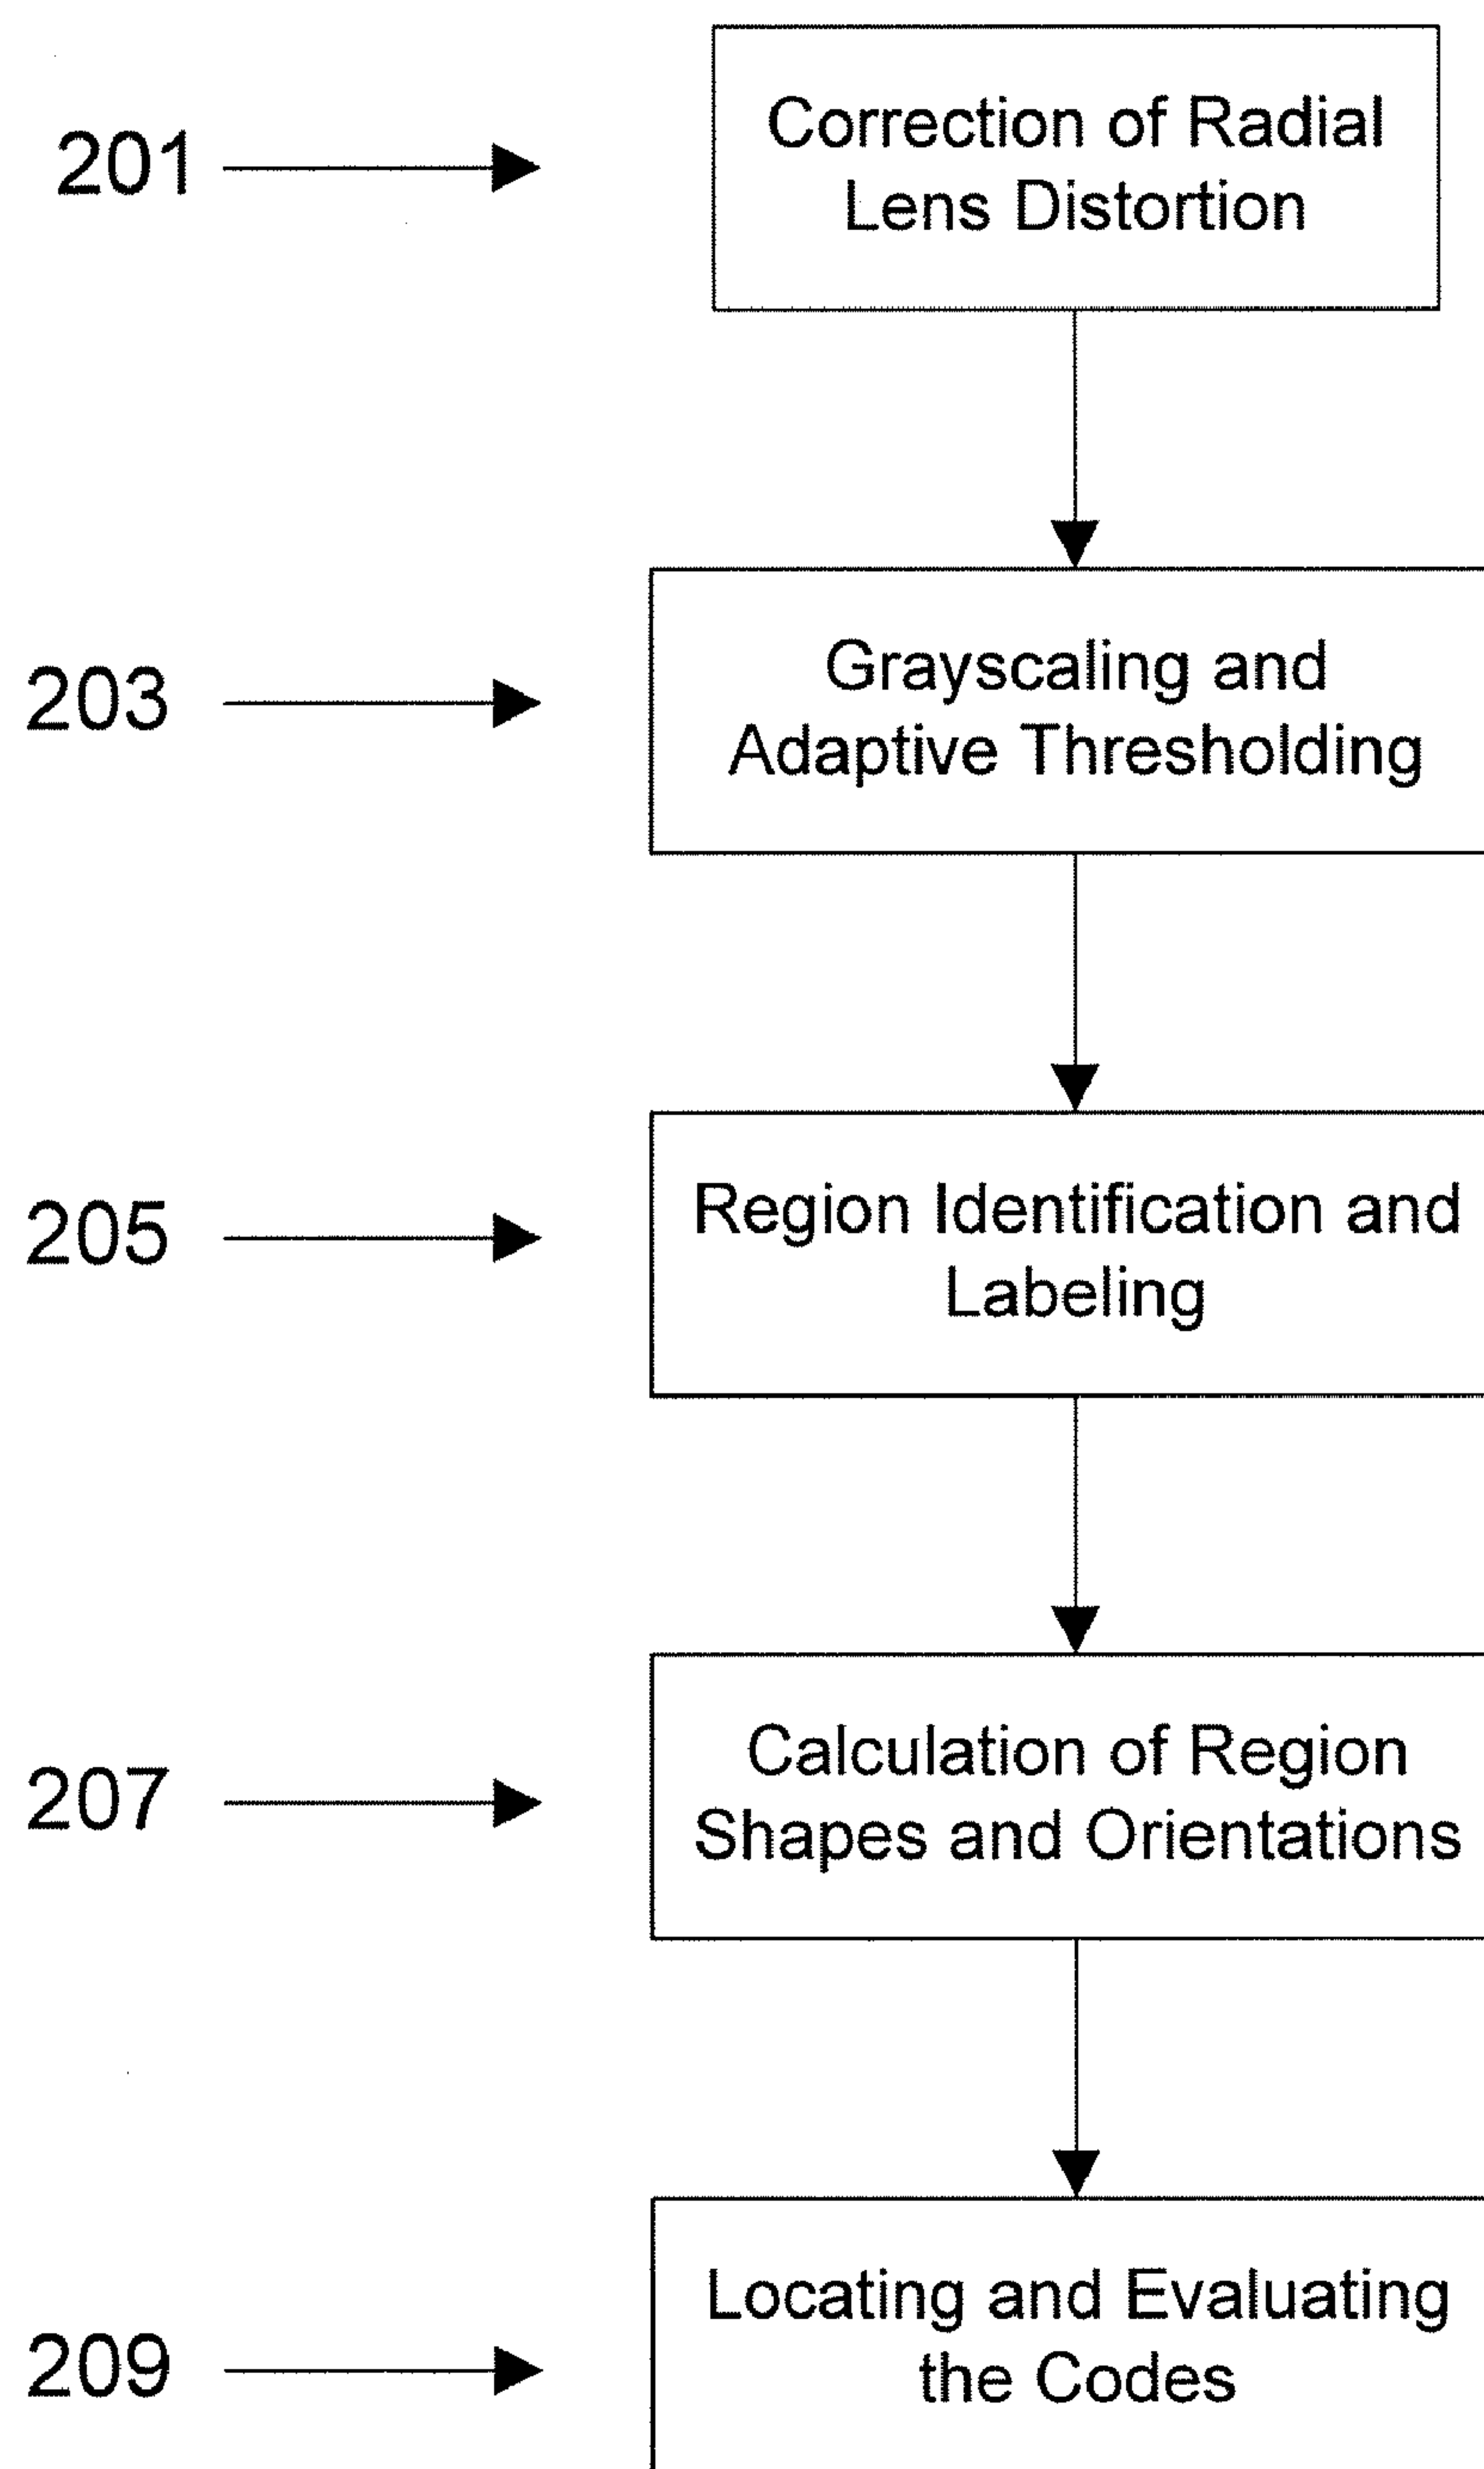 201
Correction of Radial
Lens Distortion
203
Grayscaling and
Adaptive Thresholding
205
Region Identification and
Labeling
207
Calculation of Region
Shapes and Orientations
209
Locating and Evaluating
the Codes